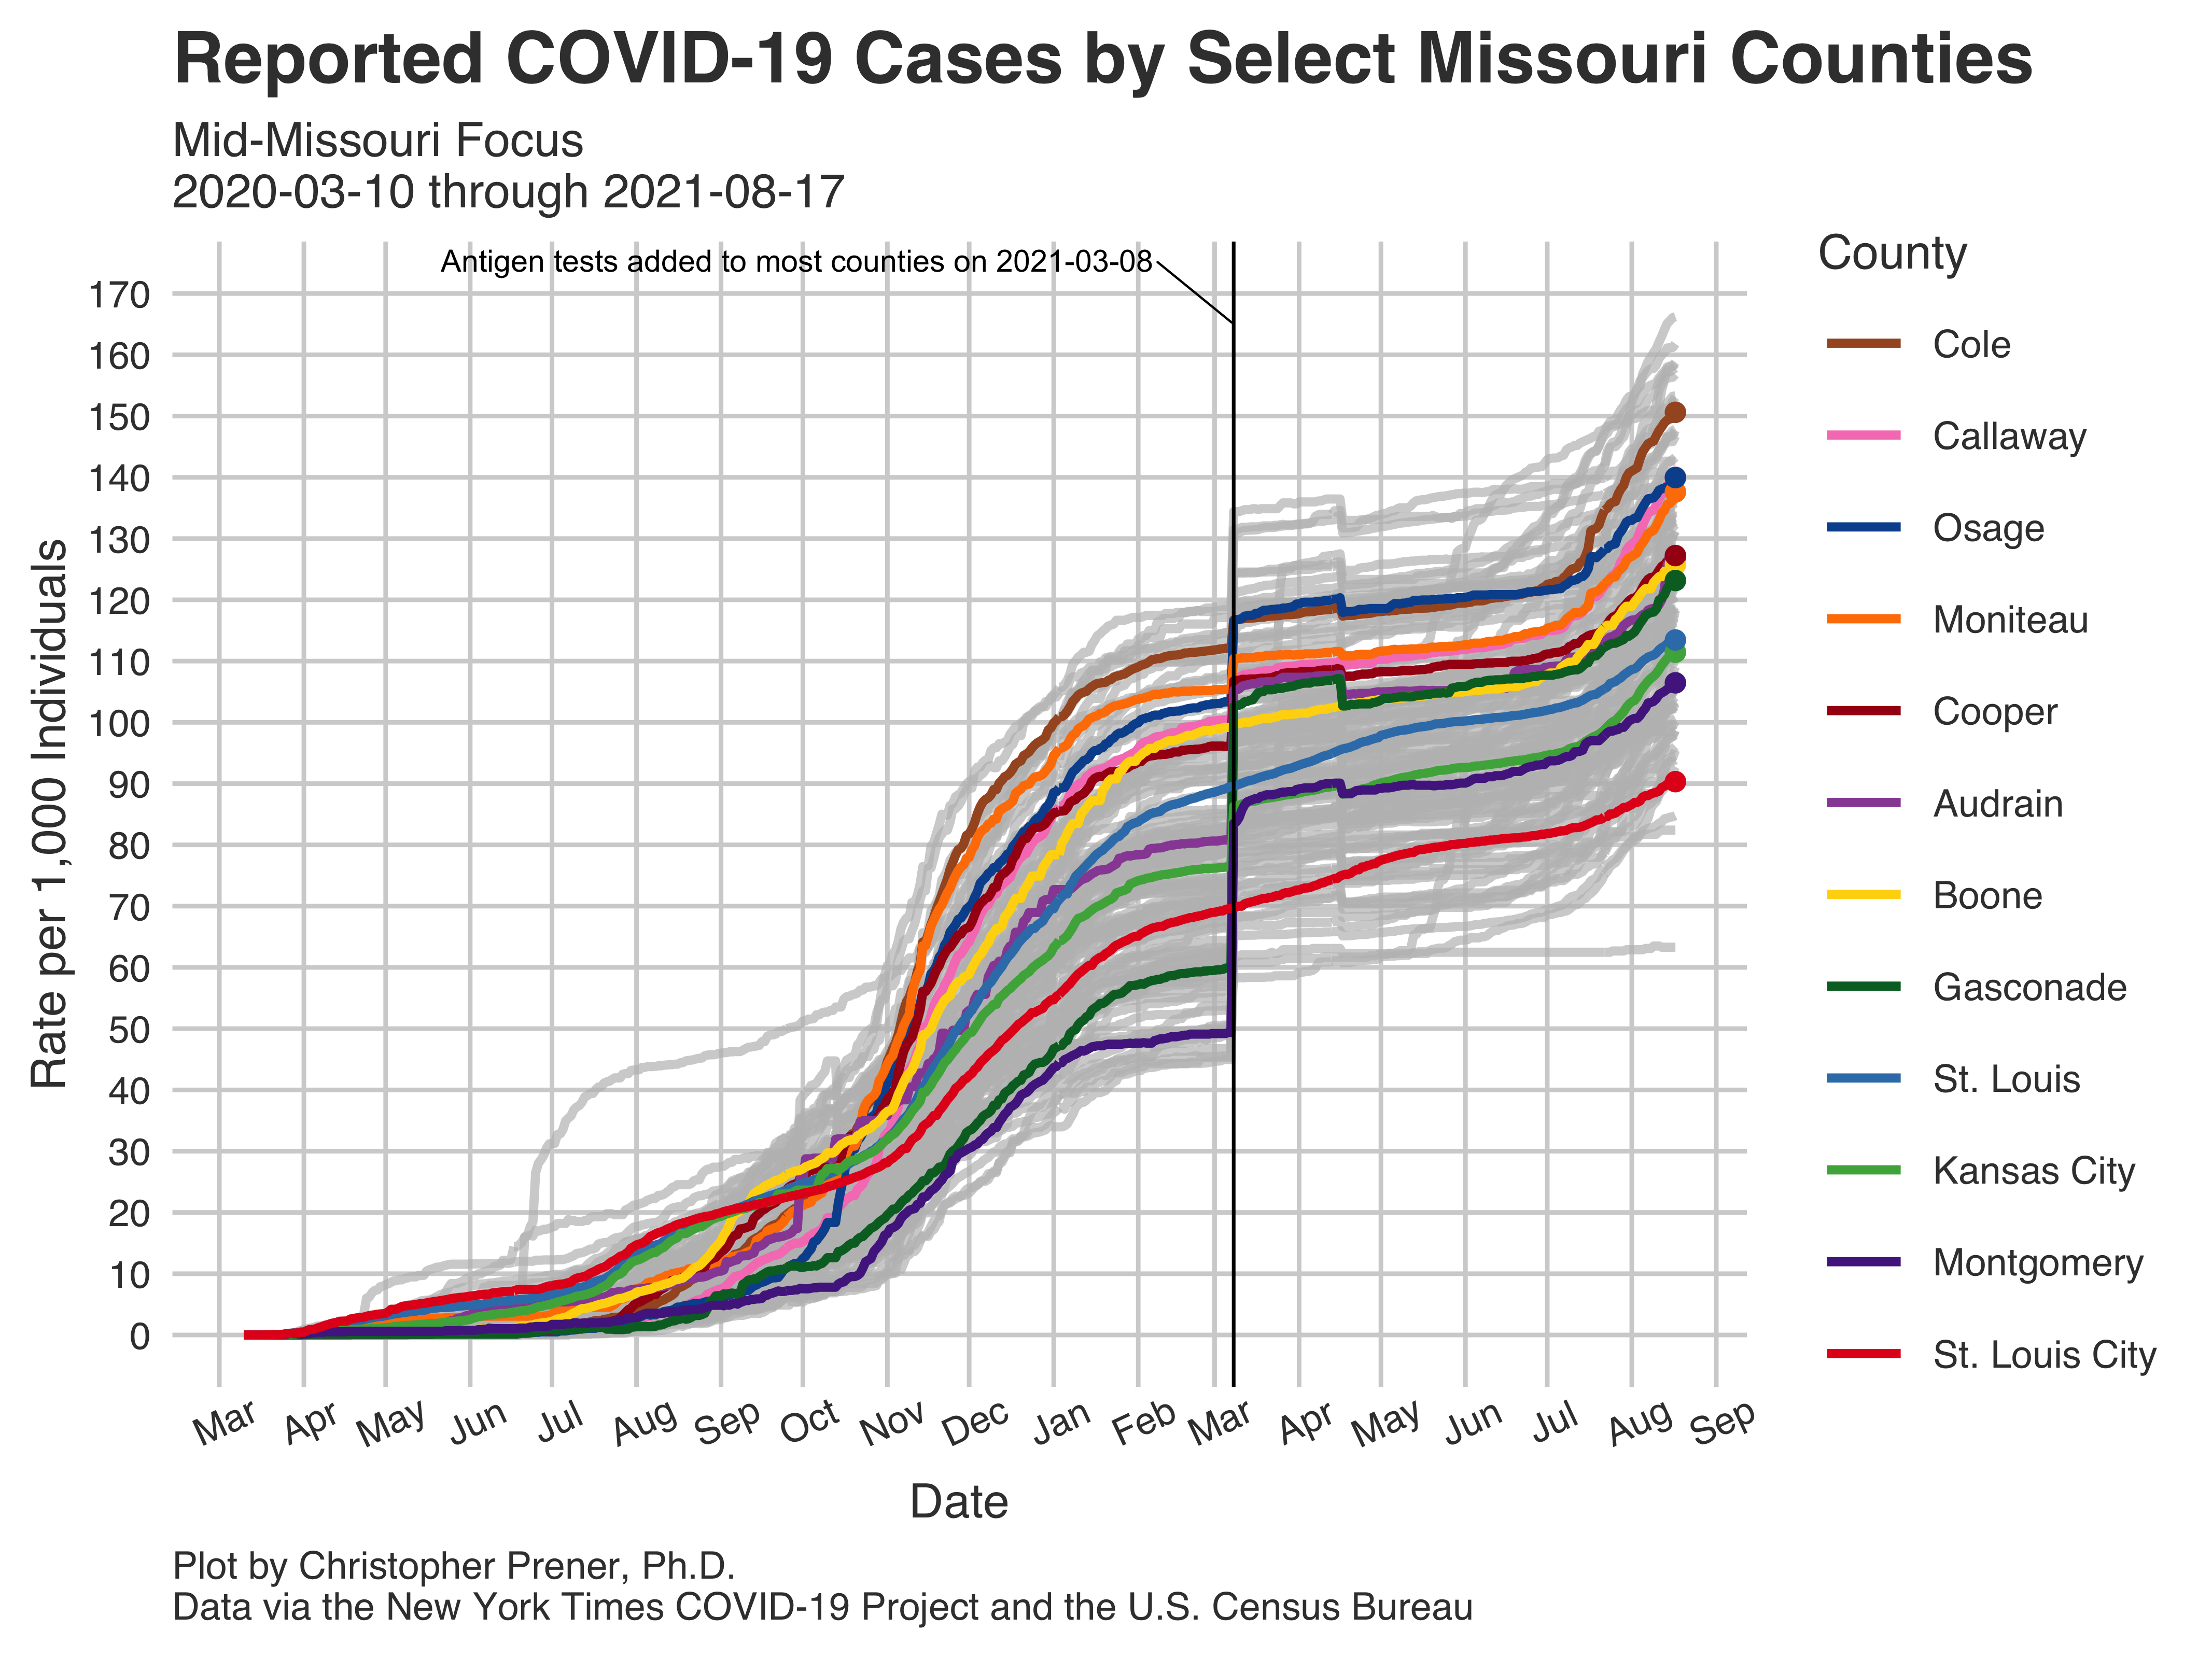 Reported COVID-19 Cases by Select Missouri Counties
Mid-Missouri Focus
2020-03-10 through 2021-08-17
Antigen tests added to most counties on 2021-03-08
Rate per 1,000 Individuals
170
160
150
140
130
120
110
100
90
80
70
60
50
40
30
20
10
0
Mar Apr May Jun Jul Aug Sep Oct Nov Dec Jan Feb Mar Apr May Jun Jul Aug Sep
Date
County
Cole
Callaway
Osage
Moniteau
Cooper
Audrain
Boone
Gasconade
St. Louis
Kansas City
Montgomery
St. Louis City
Plot by Christopher Prener, Ph.D.
Data via the New York Times COVID-19 Project and the U.S. Census Bureau